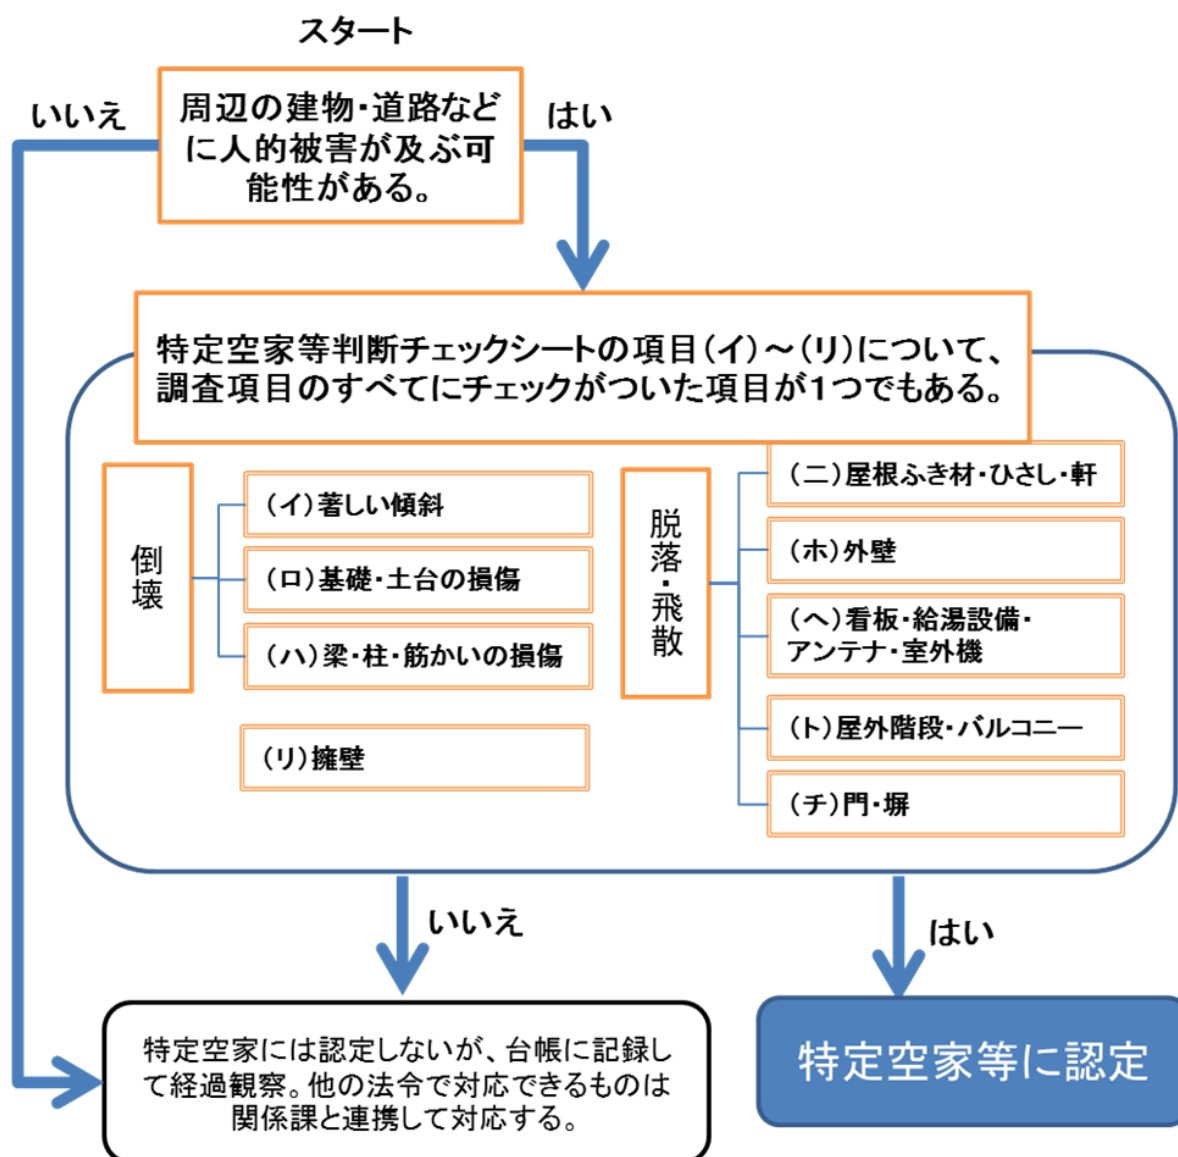 スタート
いいえ
はい
周辺の建物・道路など
に人的被害が及ぶ可
能性がある。
特定空家等判断チェックシートの項目(イ)～(リ)について、
調査項目のすべてにチェックがついた項目が1つでもある。
倒壊
(イ)著しい傾斜
(ロ)基礎・土台の損傷
(ハ)梁・柱・筋かいの損傷
(リ)擁壁
脱落・飛散
(ニ)屋根ふき材・ひさし・軒
(ホ)外壁
(ヘ)看板・給湯設備・
アンテナ・室外機
(ト)屋外階段・バルコニー
(チ)門・塀
いいえ
はい
特定空家には認定しないが、台帳に記録し
て経過観察。他の法令で対応できるものは
関係課と連携して対応する。
特定空家等に認定